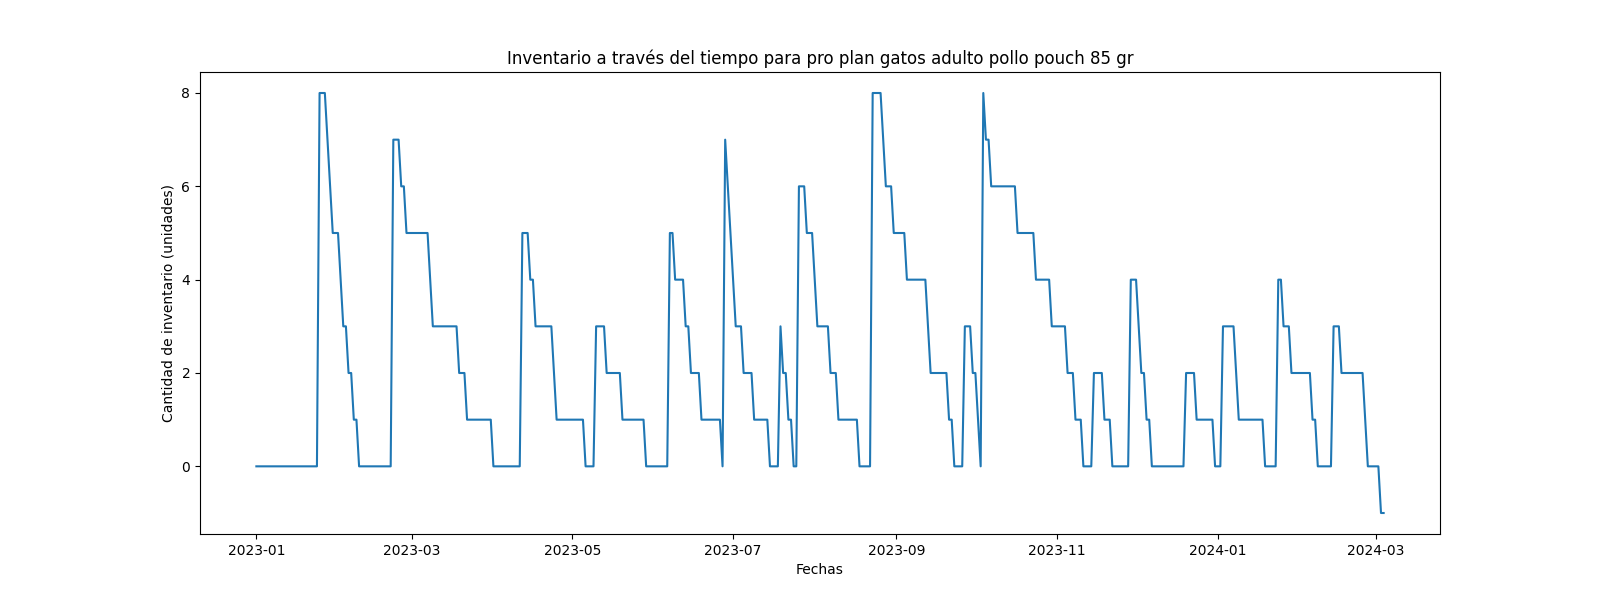 Inventario a través del tiempo para pro plan gatos adulto pollo pouch 85 gr
Cantidad de inventario (unidades)
8
6
4
2
0
2023-01 2023-03 2023-05 2023-07 2023-09 2023-11 2024-01 2024-03
Fechas